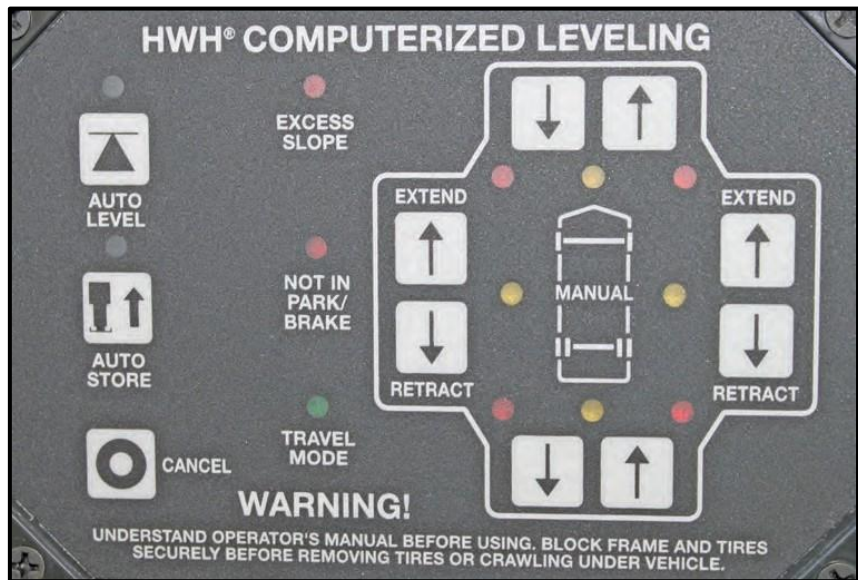 HWH® COMPUTERIZED LEVELING
AUTO
LEVEL
EXCESS
SLOPE
AUTO
STORE
NOT IN
PARK/
BRAKE
CANCEL
TRAVEL
MODE
EXTEND
RETRACT
MANUAL
EXTEND
RETRACT
WARNING!
UNDERSTAND OPERATOR'S MANUAL BEFORE USING. BLOCK FRAME AND TIRES
SECURELY BEFORE REMOVING TIRES OR CRAWLING UNDER VEHICLE.